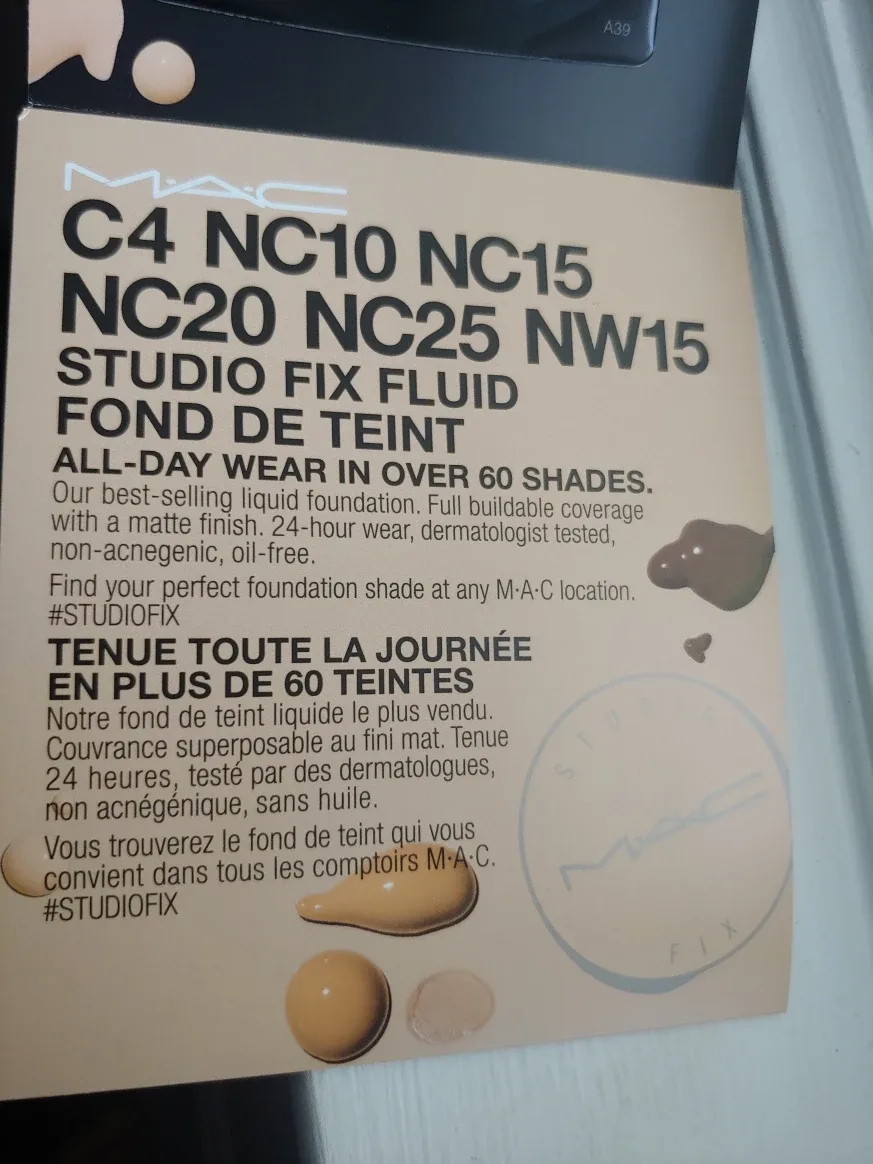 A39
M·A·C
C4 NC10 NC15
NC20 NC25 NW15
STUDIO FIX FLUID
FOND DE TEINT
ALL-DAY WEAR IN OVER 60 SHADES.
Our best-selling liquid foundation. Full buildable coverage
with a matte finish. 24-hour wear, dermatologist tested,
non-acnegenic, oil-free.
Find your perfect foundation shade at any M·A·C location.
#STUDIOFIX
TENUE TOUTE LA JOURNÉE
EN PLUS DE 60 TEINTES
Notre fond de teint liquide le plus vendu.
Couvrance superposable au fini mat. Tenue
24 heures, testé par des dermatologues,
non acnégénique, sans huile.
Vous trouverez le fond de teint qui vous
convient dans tous les comptoirs M·A·C.
#STUDIOFIX
STUDIO
MAC
FIX